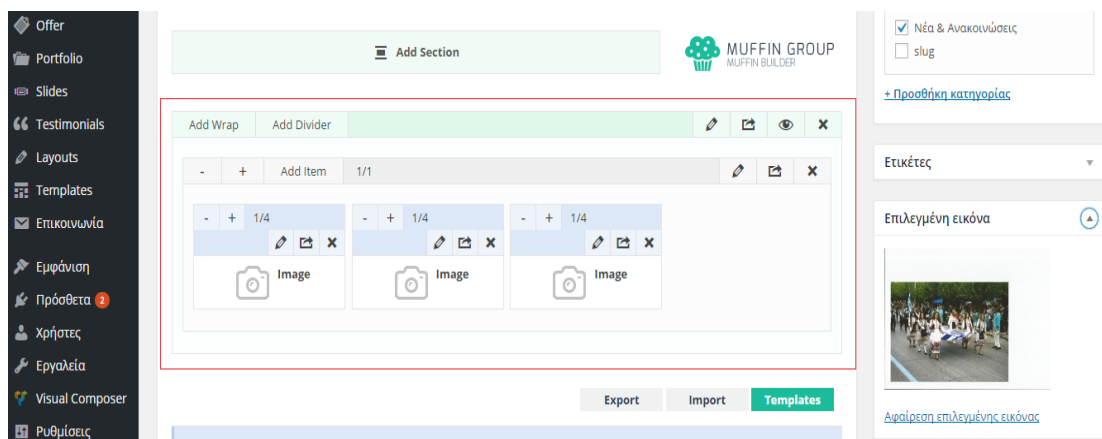 Offer
Portfolio
Slides
Testimonials
Layouts
Templates
Επικοινωνία
Εμφάνιση
Πρόσθετα 2
Χρήστες
Εργαλεία
Visual Composer
Ρυθμίσεις
Add Section
MUFFIN GROUP
MUFFIN BUILDER
Add Wrap Add Divider
- + Add Item 1/1
- + 1/4 - + 1/4 - + 1/4
Image Image Image
Export Import Templates
Νέα & Ανακοινώσεις
slug
+ Προσθήκη κατηγορίας
Ετικέτες
Επιλεγμένη εικόνα
Αφαίρεση επιλεγμένης εικόνας